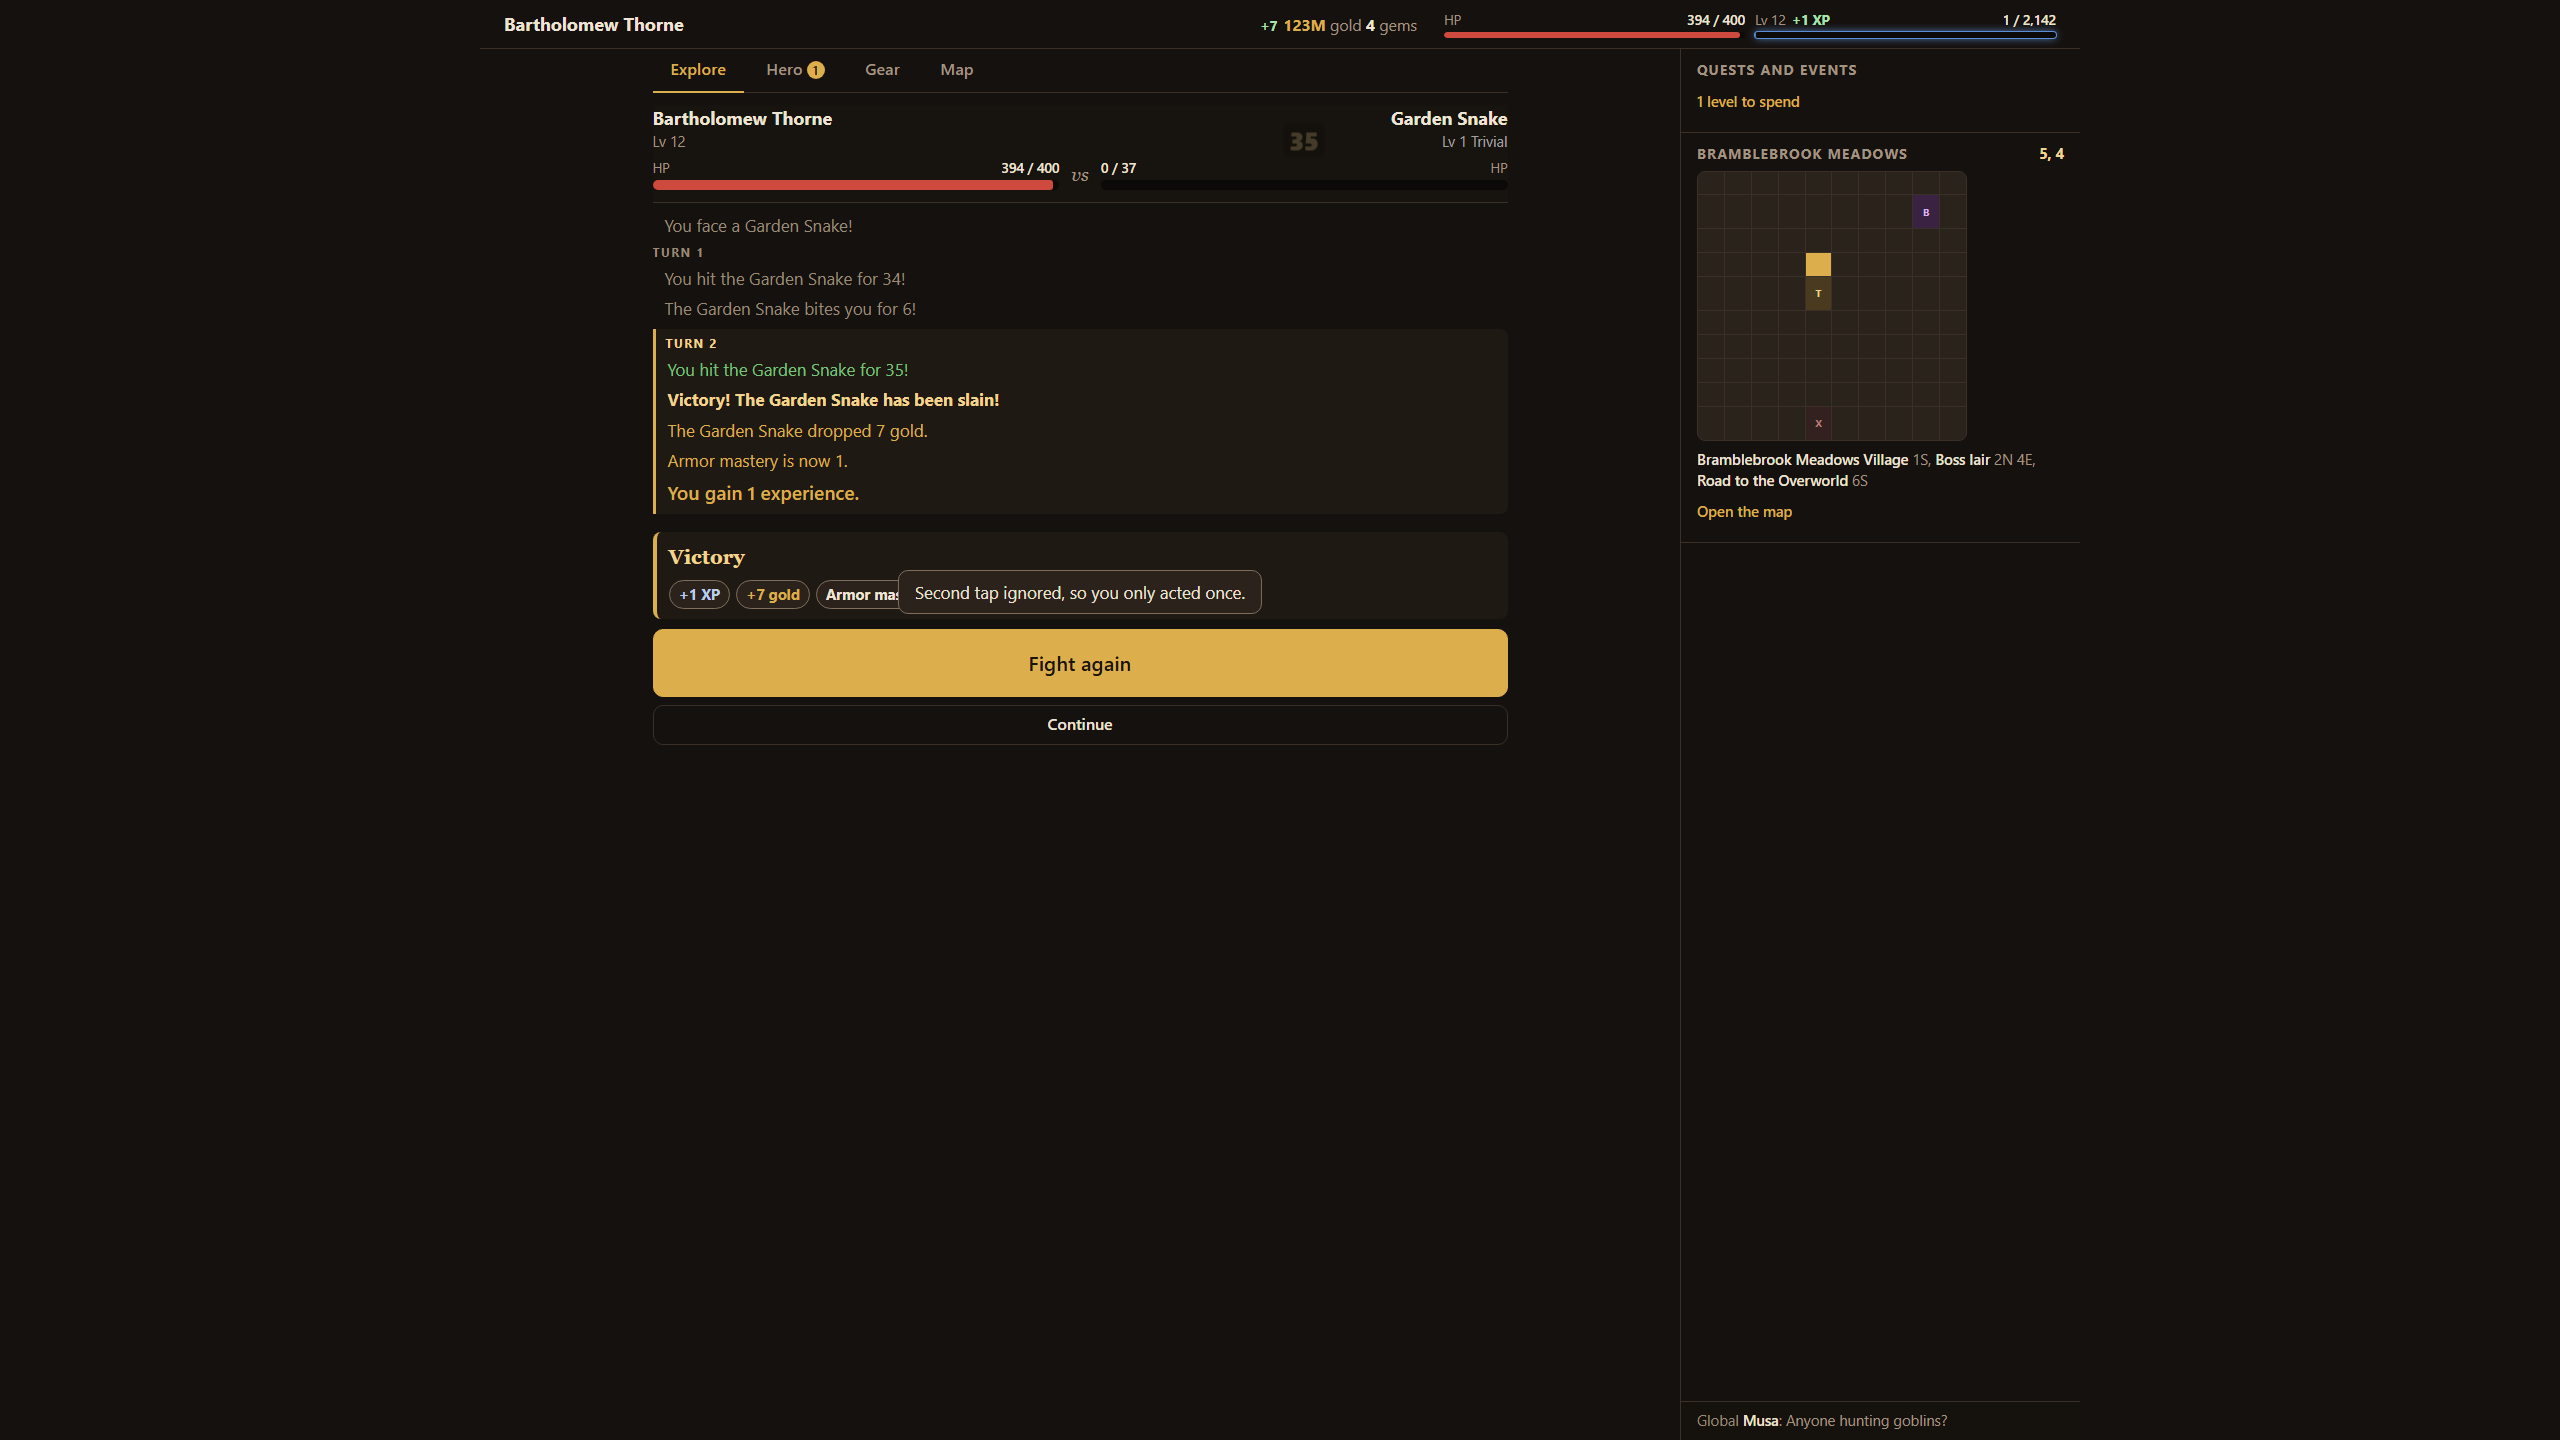 Bartholomew Thorne
+7 123M gold 4 gems
HP 394 / 400
Lv 12 +1 XP 1 / 2,142
Explore Hero 1 Gear Map
Bartholomew Thorne
Lv 12
HP 394 / 400
vs
35
Garden Snake
Lv 1 Trivial
0 / 37 HP
You face a Garden Snake!
TURN 1
You hit the Garden Snake for 34!
The Garden Snake bites you for 6!
TURN 2
You hit the Garden Snake for 35!
Victory! The Garden Snake has been slain!
The Garden Snake dropped 7 gold.
Armor mastery is now 1.
You gain 1 experience.
Victory
+1 XP +7 gold Armor mas
Second tap ignored, so you only acted once.
Fight again
Continue
QUESTS AND EVENTS
1 level to spend
BRAMBLEBROOK MEADOWS 5, 4
B
T
X
Bramblebrook Meadows Village 1S, Boss lair 2N 4E,
Road to the Overworld 6S
Open the map
Global Musa: Anyone hunting goblins?